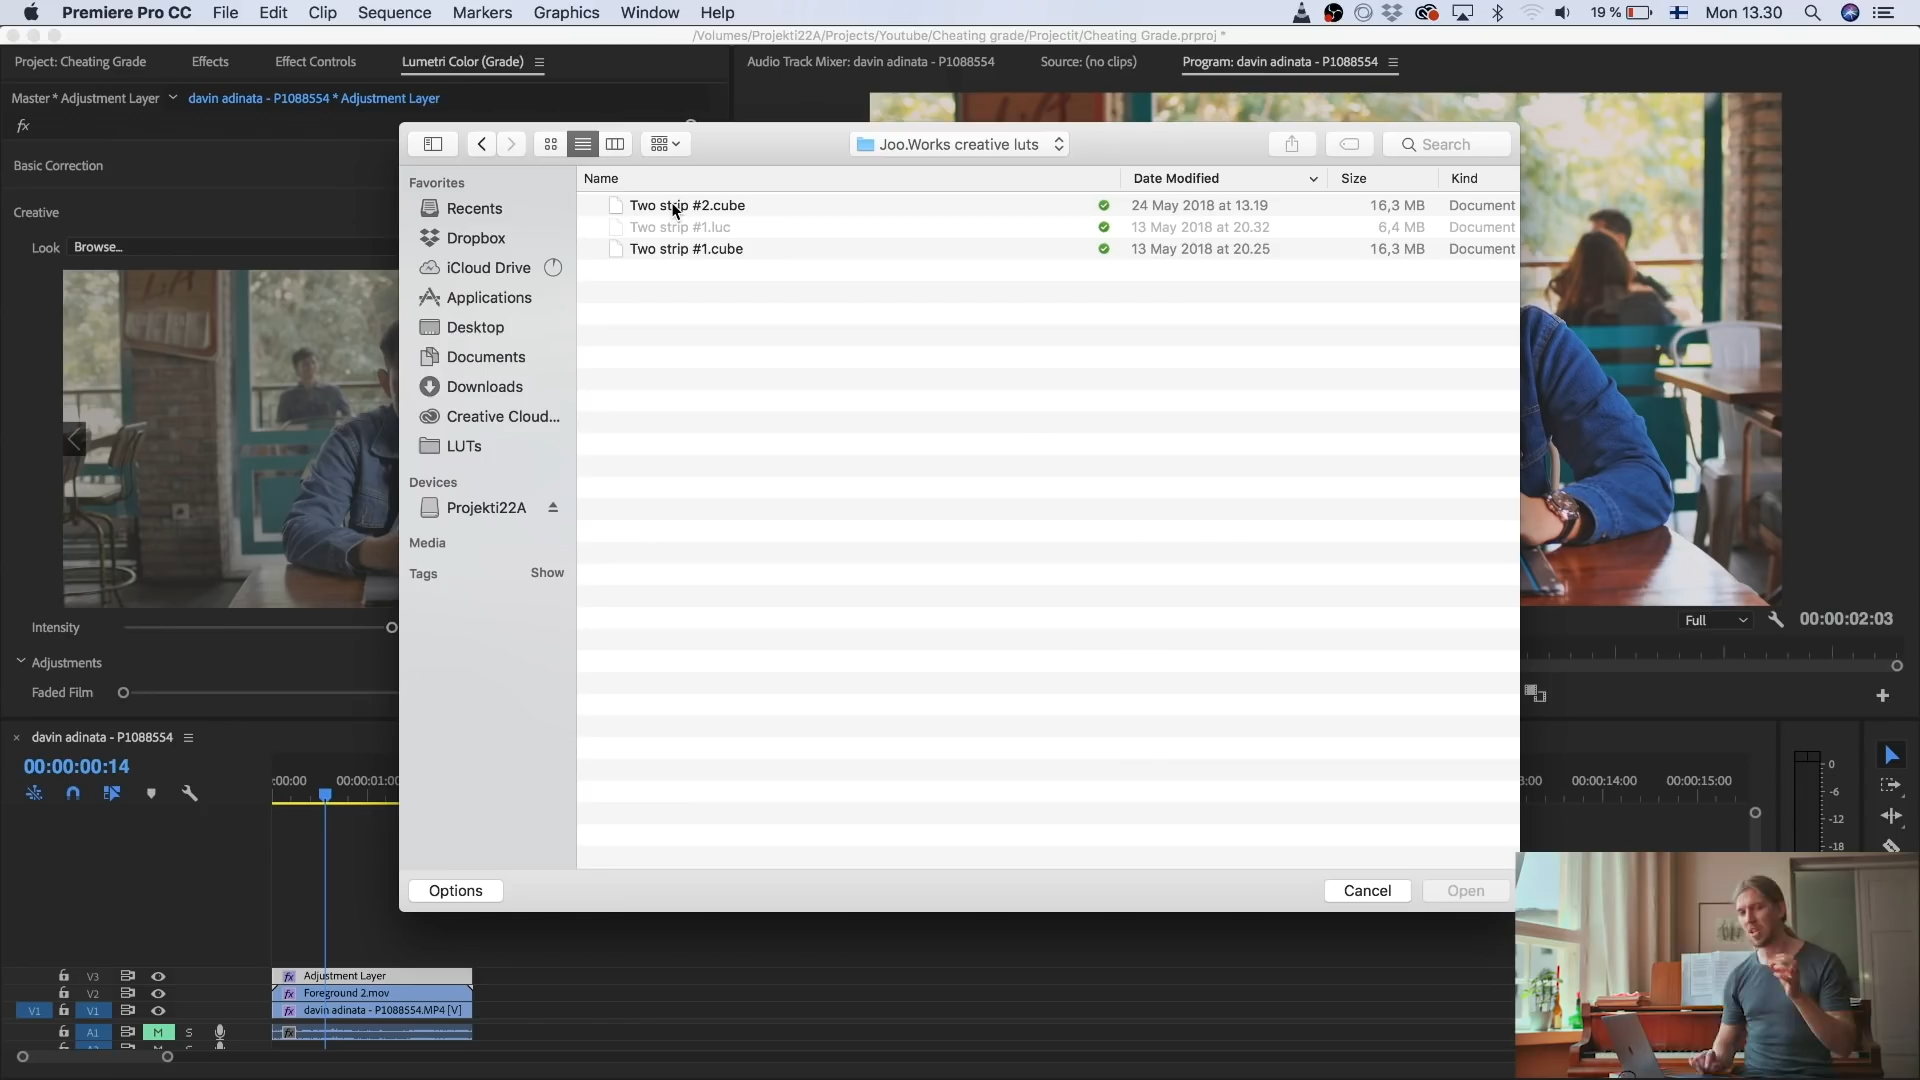 Premiere Pro CC File Edit Clip Sequence Markers Graphics Window Help 19 % Mon 13.30
/Volumes/Projekti22A/Projects/Youtube/Cheating grade/Projectit/Cheating Grade.prproj *
Project: Cheating Grade Effects Effect Controls Lumetri Color (Grade) Audio Track Mixer: davin adinata - P1088554 Source: (no clips) Program: davin adinata - P1088554
Master * Adjustment Layer davin adinata - P1088554 * Adjustment Layer
fx
Joo.Works creative luts Search
Basic Correction
Favorites Name Date Modified Size Kind
Recents Two strip #2.cube 24 May 2018 at 13.19 16,3 MB Document
Creative
Two strip #1.luc 13 May 2018 at 20.32 6,4 MB Document
Dropbox
Look Browse... Two strip #1.cube 13 May 2018 at 20.25 16,3 MB Document
iCloud Drive
Applications
Desktop
Documents
Downloads
Creative Cloud...
LUTs
Devices
Projekti22A
Media
Tags Show
Intensity
Full 00:00:02:03
Adjustments
Faded Film
davin adinata - P1088554
00:00:00:14
:00:00 00:00:01:00 3:00 00:00:14:00 00:00:15:00
0
-6
-12
-18
Options Cancel Open
V3 fx Adjustment Layer
V2 fx Foreground 2.mov
V1 V1 fx davin adinata - P1088554.MP4 [V]
A1 M S fx